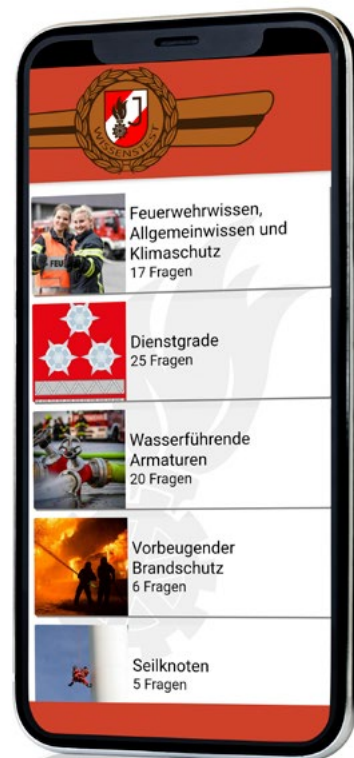 WISSENSTEST
J
Feuerwehrwissen,
Allgemeinwissen und
Klimaschutz
17 Fragen
Dienstgrade
25 Fragen
Wasserführende
Armaturen
20 Fragen
Vorbeugender
Brandschutz
6 Fragen
Seilknoten
5 Fragen